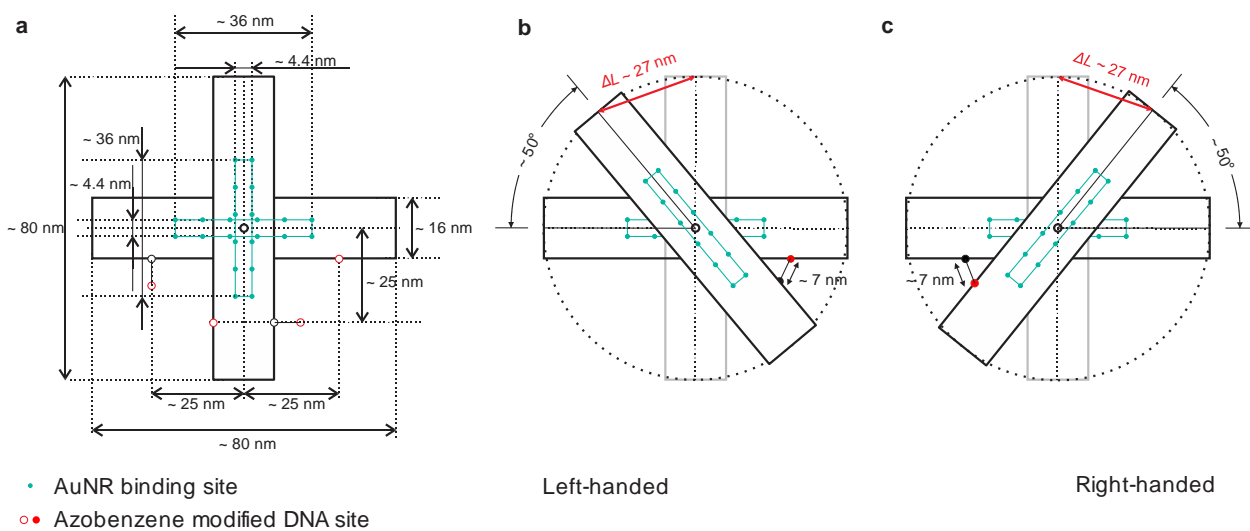 a
~ 36 nm
~ 4.4 nm
~ 36 nm
~ 4.4 nm
~ 80 nm
~ 16 nm
~ 25 nm
~ 25 nm
~ 25 nm
~ 80 nm
b
ΔL ~ 27 nm
~ 50°
~ 7 nm
c
ΔL ~ 27 nm
~ 50°
~ 7 nm
AuNR binding site
Azobenzene modified DNA site
Left-handed
Right-handed